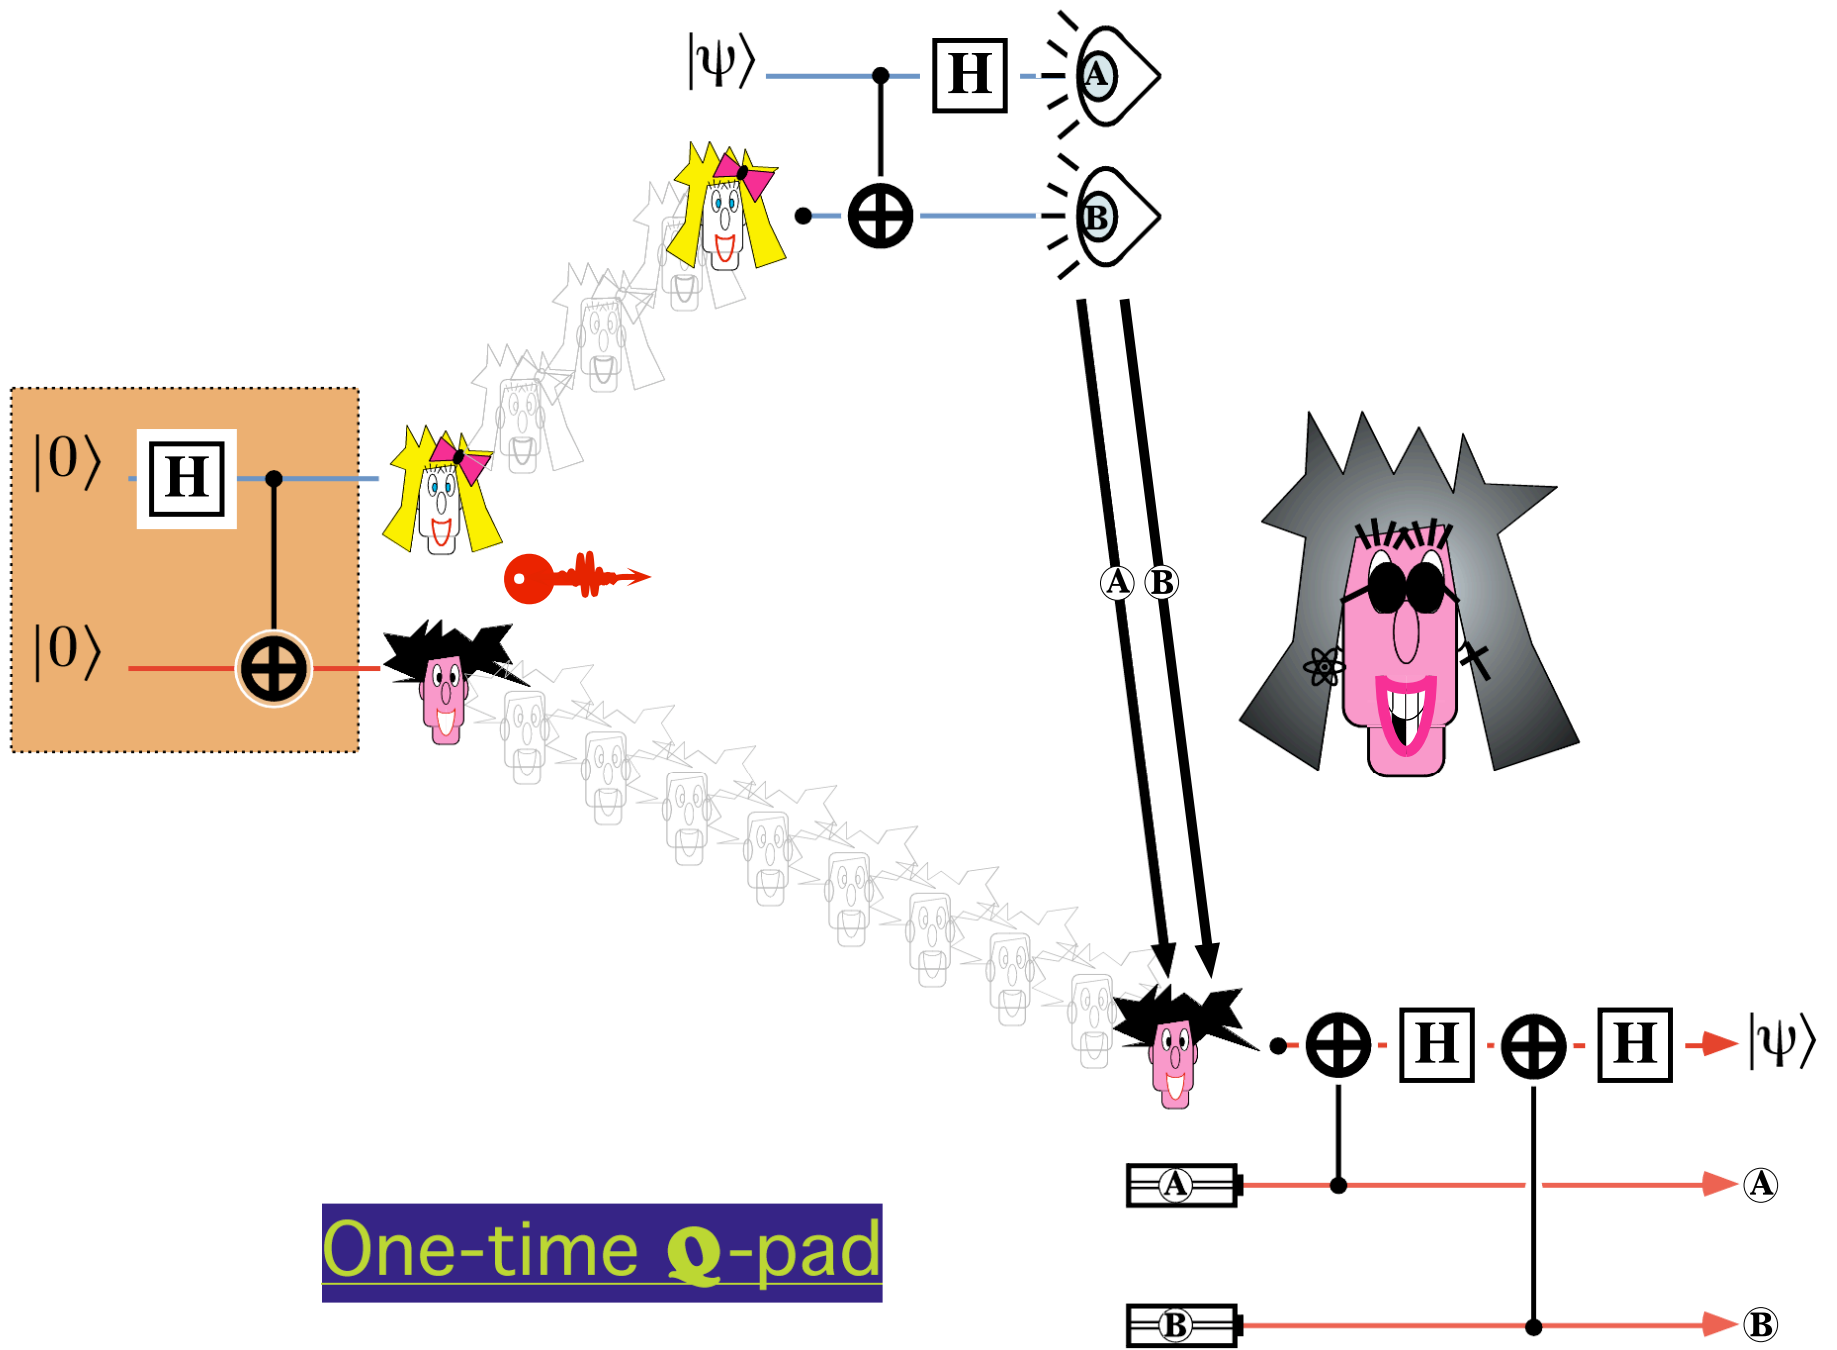 |ψ⟩ H A
B
|0⟩ H
|0⟩
A B
H H |ψ⟩
A A
B B
One-time Q-pad